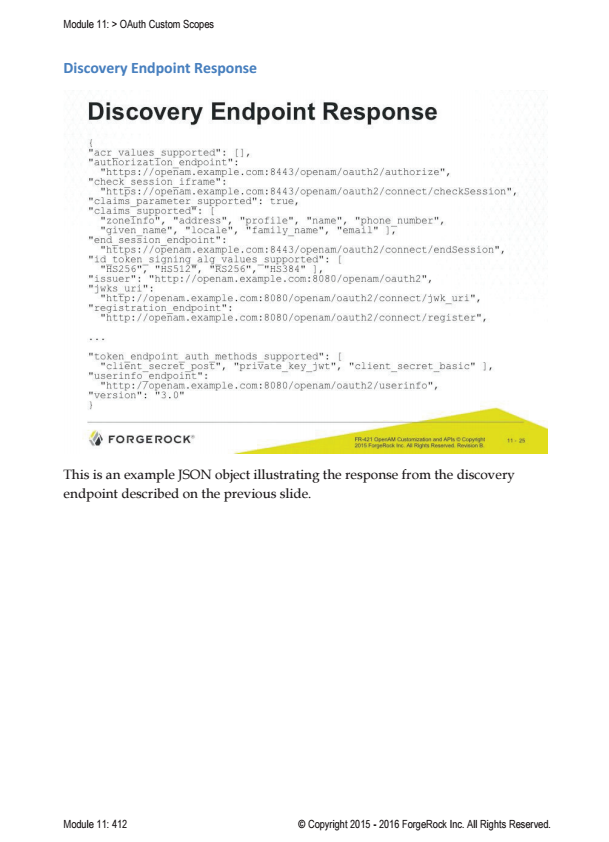 Module 11: > OAuth Custom Scopes
Discovery Endpoint Response
Discovery Endpoint Response
{
"acr_values_supported": [],
"authorization_endpoint":
"https://openam.example.com:8443/openam/oauth2/authorize",
"check_session_iframe":
"https://openam.example.com:8443/openam/oauth2/connect/checkSession",
"claims_parameter_supported": true,
"claims_supported": [
"zoneinfo", "address", "profile", "name", "phone_number",
"given_name", "locale", "family_name", "email" ],
"end_session_endpoint":
"https://openam.example.com:8443/openam/oauth2/connect/endSession",
"id_token_signing_alg_values_supported": [
"HS256", "HS512", "RS256", "HS384" ],
"issuer": "http://openam.example.com:8080/openam/oauth2",
"jwks_uri":
"http://openam.example.com:8080/openam/oauth2/connect/jwk_uri",
"registration_endpoint":
"http://openam.example.com:8080/openam/oauth2/connect/register",
...
"token_endpoint_auth_methods_supported": [
"client_secret_post", "private_key_jwt", "client_secret_basic" ],
"userinfo_endpoint":
"http://openam.example.com:8080/openam/oauth2/userinfo",
"version": "3.0"
}
FORGEROCK®
FR-421 OpenAM Customization and APIs © Copyright
2015 ForgeRock Inc. All Rights Reserved. Revision B.
11 - 25
This is an example JSON object illustrating the response from the discovery
endpoint described on the previous slide.
Module 11: 412
© Copyright 2015 - 2016 ForgeRock Inc. All Rights Reserved.